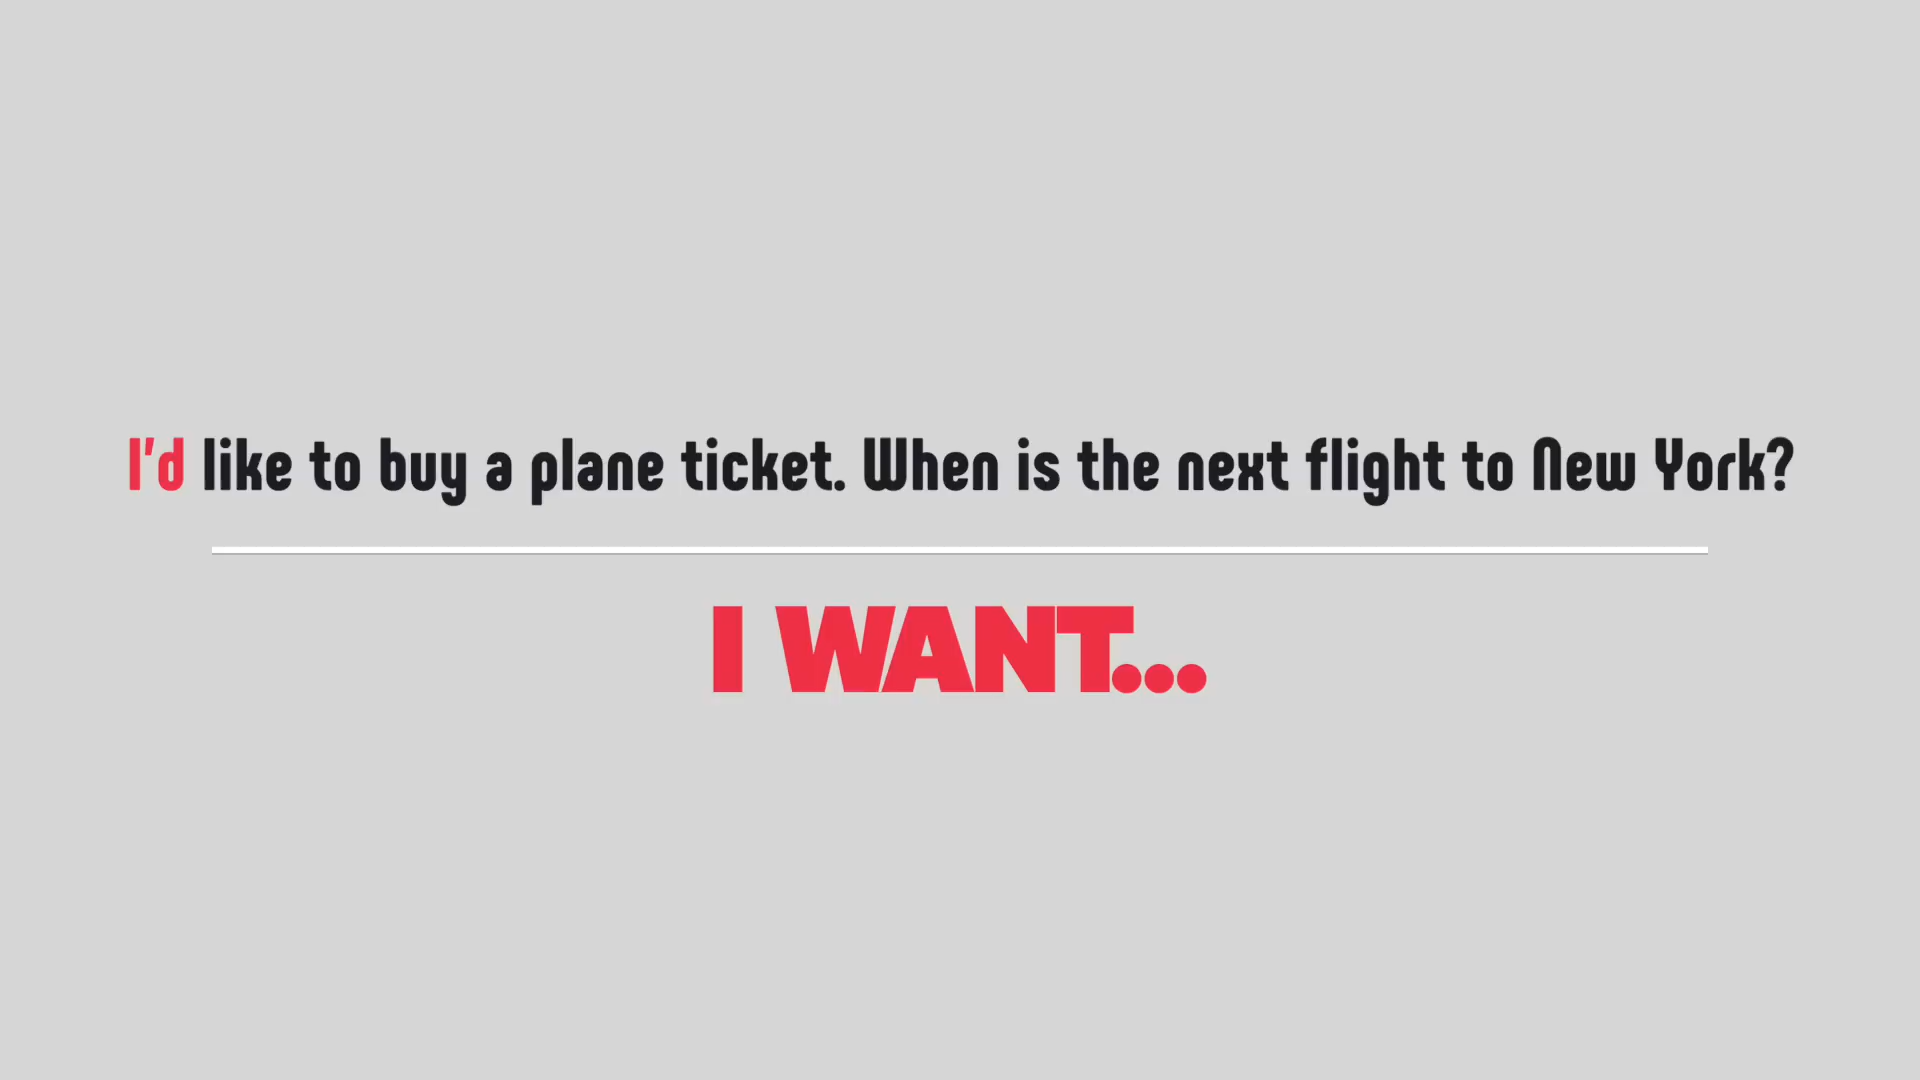 I'd like to buy a plane ticket. When is the next flight to New York?
I WANT...